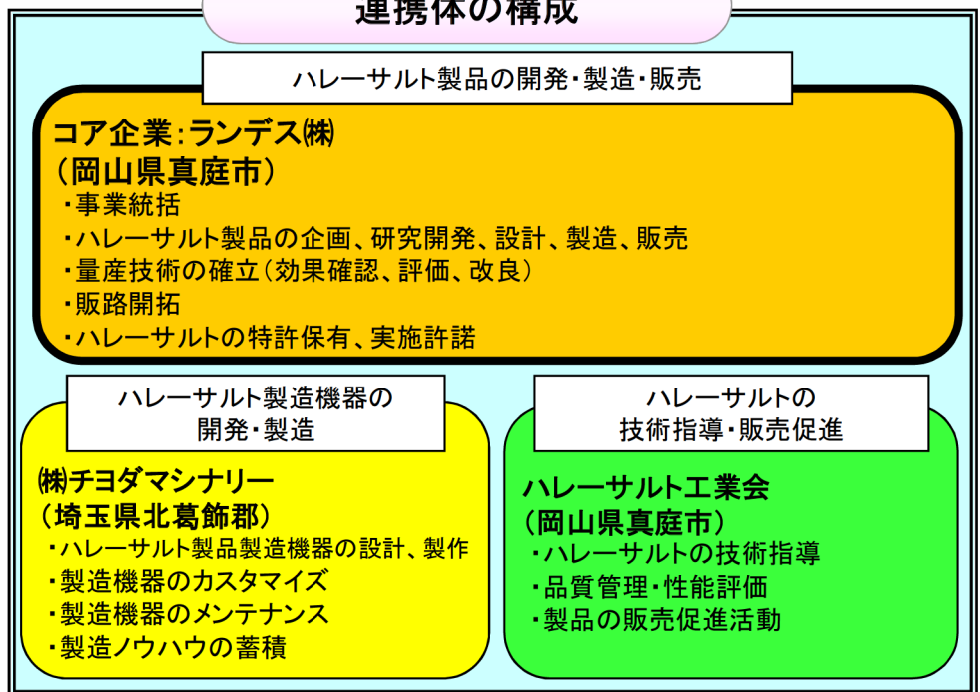 連携体の構成
ハレーサルト製品の開発・製造・販売
コア企業:ランデス㈱
(岡山県真庭市)
・事業統括
・ハレーサルト製品の企画、研究開発、設計、製造、販売
・量産技術の確立(効果確認、評価、改良)
・販路開拓
・ハレーサルトの特許保有、実施許諾
ハレーサルト製造機器の
開発・製造
㈱チヨダマシナリー
(埼玉県北葛飾郡)
・ハレーサルト製品製造機器の設計、製作
・製造機器のカスタマイズ
・製造機器のメンテナンス
・製造ノウハウの蓄積
ハレーサルトの
技術指導・販売促進
ハレーサルト工業会
(岡山県真庭市)
・ハレーサルトの技術指導
・品質管理・性能評価
・製品の販売促進活動